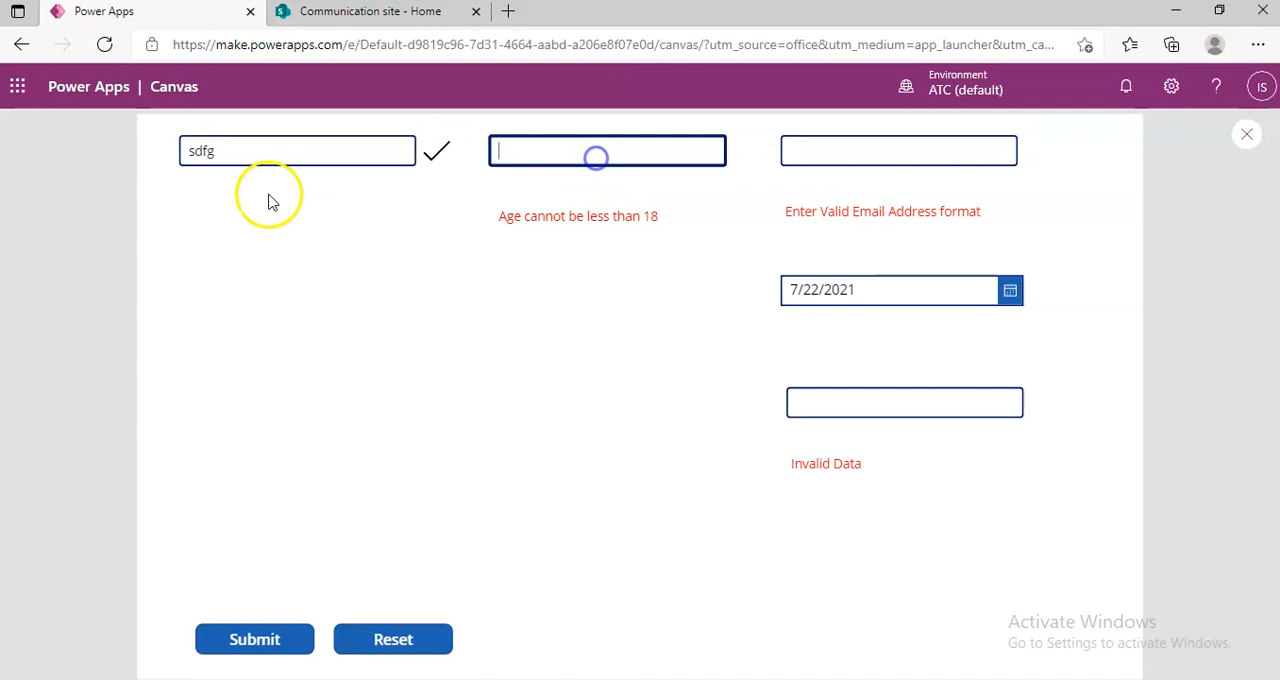 Power Apps
Communication site - Home
https://make.powerapps.com/e/Default-d9819c96-7d31-4664-aabd-a206e8f07e0d/canvas/?utm_source=office&utm_medium=app_launcher&utm_ca...
Power Apps | Canvas
Environment
ATC (default)
?
IS
sdfg
Age cannot be less than 18
Enter Valid Email Address format
7/22/2021
Invalid Data
Submit
Reset
Activate Windows
Go to Settings to activate Windows.